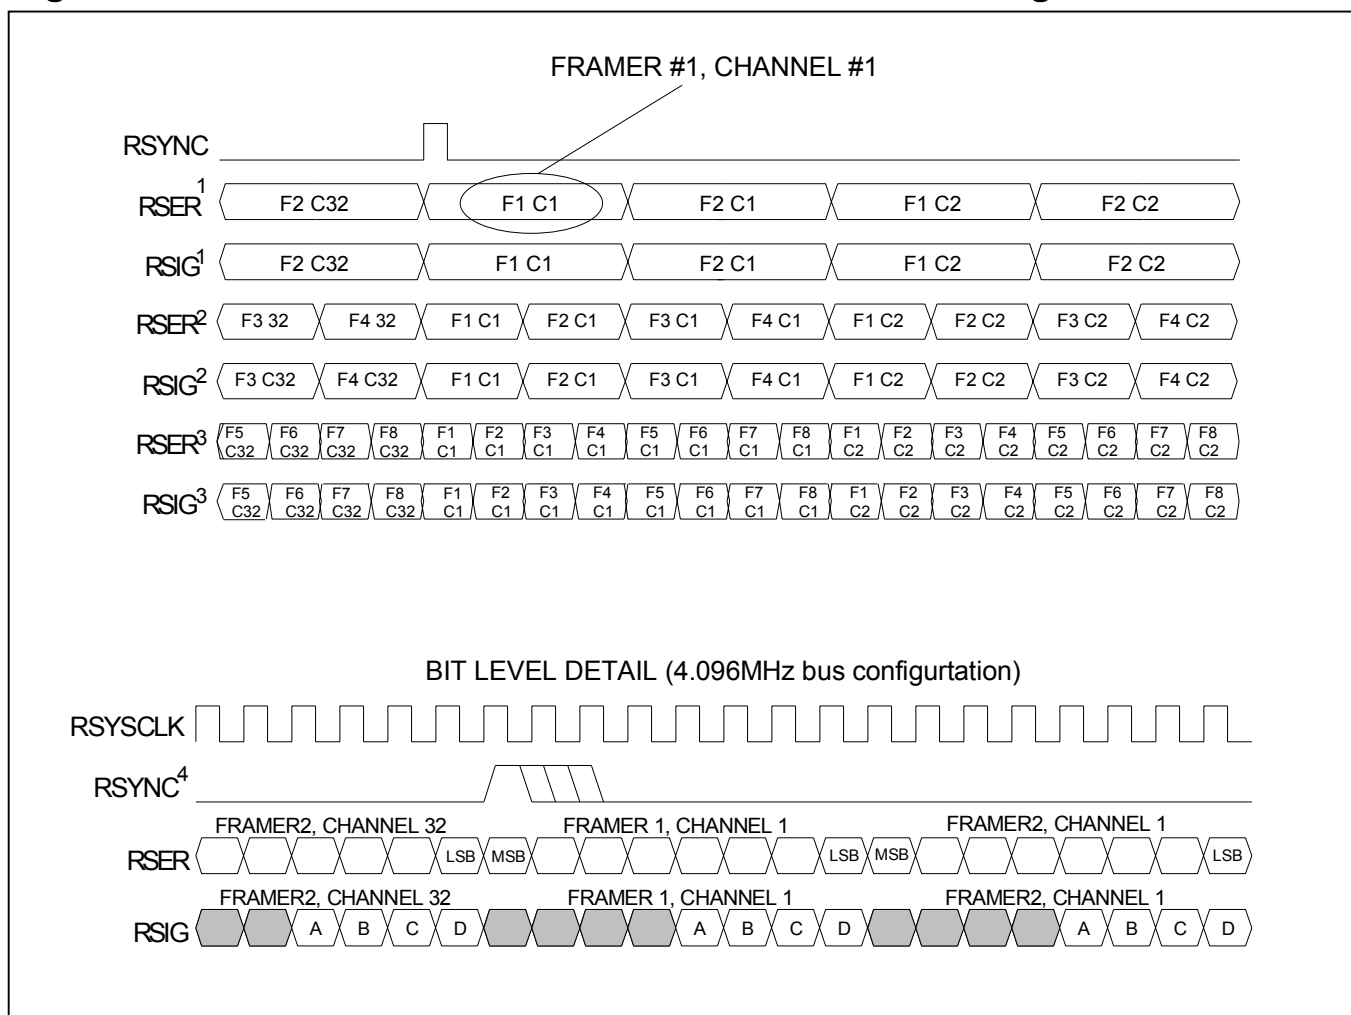 FRAMER #1, CHANNEL #1
RSYNC
RSER1 F2 C32 F1 C1 F2 C1 F1 C2 F2 C2
RSIG1 F2 C32 F1 C1 F2 C1 F1 C2 F2 C2
RSER2 F3 32 F4 32 F1 C1 F2 C1 F3 C1 F4 C1 F1 C2 F2 C2 F3 C2 F4 C2
RSIG2 F3 C32 F4 C32 F1 C1 F2 C1 F3 C1 F4 C1 F1 C2 F2 C2 F3 C2 F4 C2
RSER3 F5 C32 F6 C32 F7 C32 F8 C32 F1 C1 F2 C1 F3 C1 F4 C1 F5 C1 F6 C1 F7 C1 F8 C1 F1 C2 F2 C2 F3 C2 F4 C2 F5 C2 F6 C2 F7 C2 F8 C2
RSIG3 F5 C32 F6 C32 F7 C32 F8 C32 F1 C1 F2 C1 F3 C1 F4 C1 F5 C1 F6 C1 F7 C1 F8 C1 F1 C2 F2 C2 F3 C2 F4 C2 F5 C2 F6 C2 F7 C2 F8 C2
BIT LEVEL DETAIL (4.096MHz bus configurtation)
RSYSCLK
RSYNC4
FRAMER2, CHANNEL 32 FRAMER 1, CHANNEL 1 FRAMER2, CHANNEL 1
RSER LSB MSB LSB MSB LSB
FRAMER2, CHANNEL 32 FRAMER 1, CHANNEL 1 FRAMER2, CHANNEL 1
RSIG A B C D A B C D A B C D